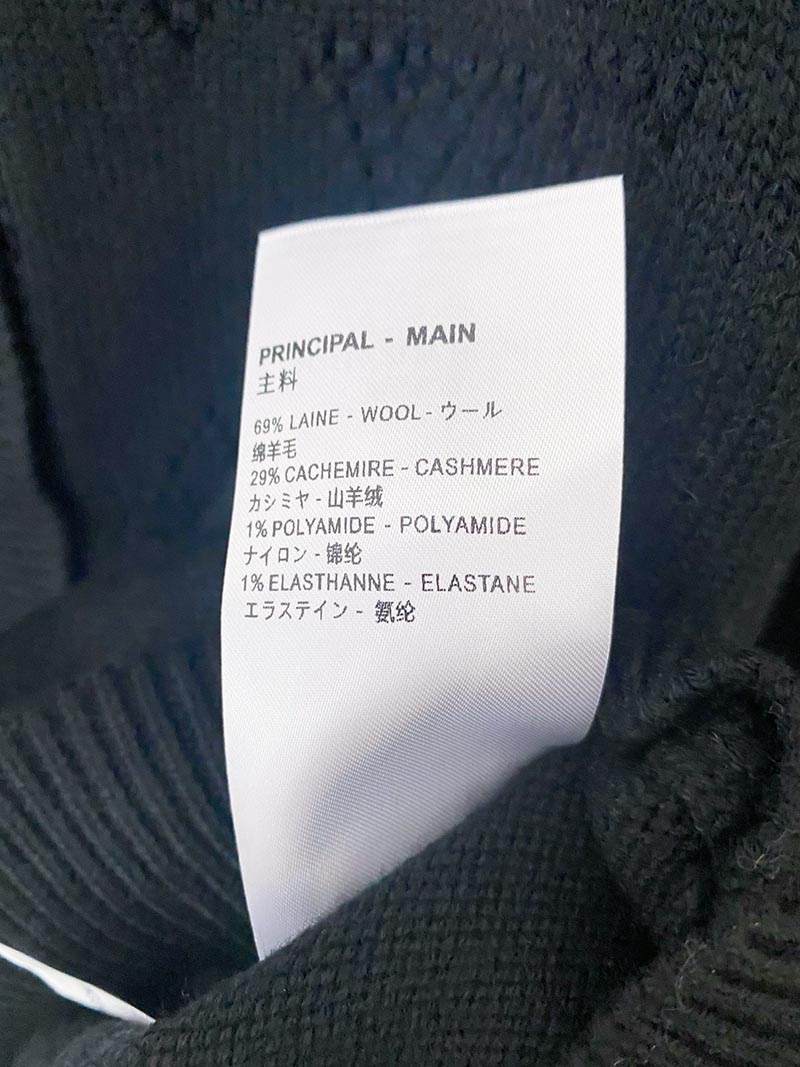 PRINCIPAL - MAIN
主料
69% LAINE - WOOL - ウール
绵羊毛
29% CACHEMIRE - CASHMERE
カシミヤ - 山羊绒
1% POLYAMIDE - POLYAMIDE
ナイロン - 锦纶
1% ELASTHANNE - ELASTANE
エラステイン - 氨纶